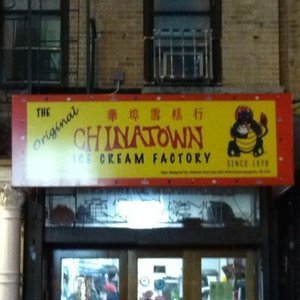 THE
Original
華埠雪糕行
CHINATOWN
ICE CREAM FACTORY
SINCE 1978